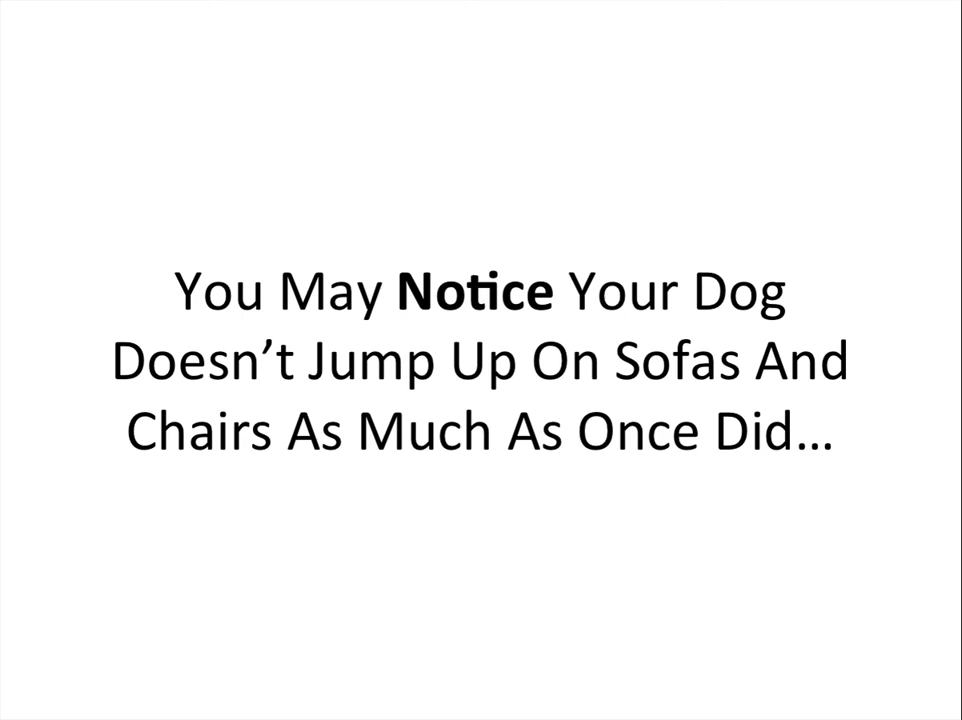 You May Notice Your Dog
Doesn’t Jump Up On Sofas And
Chairs As Much As Once Did…